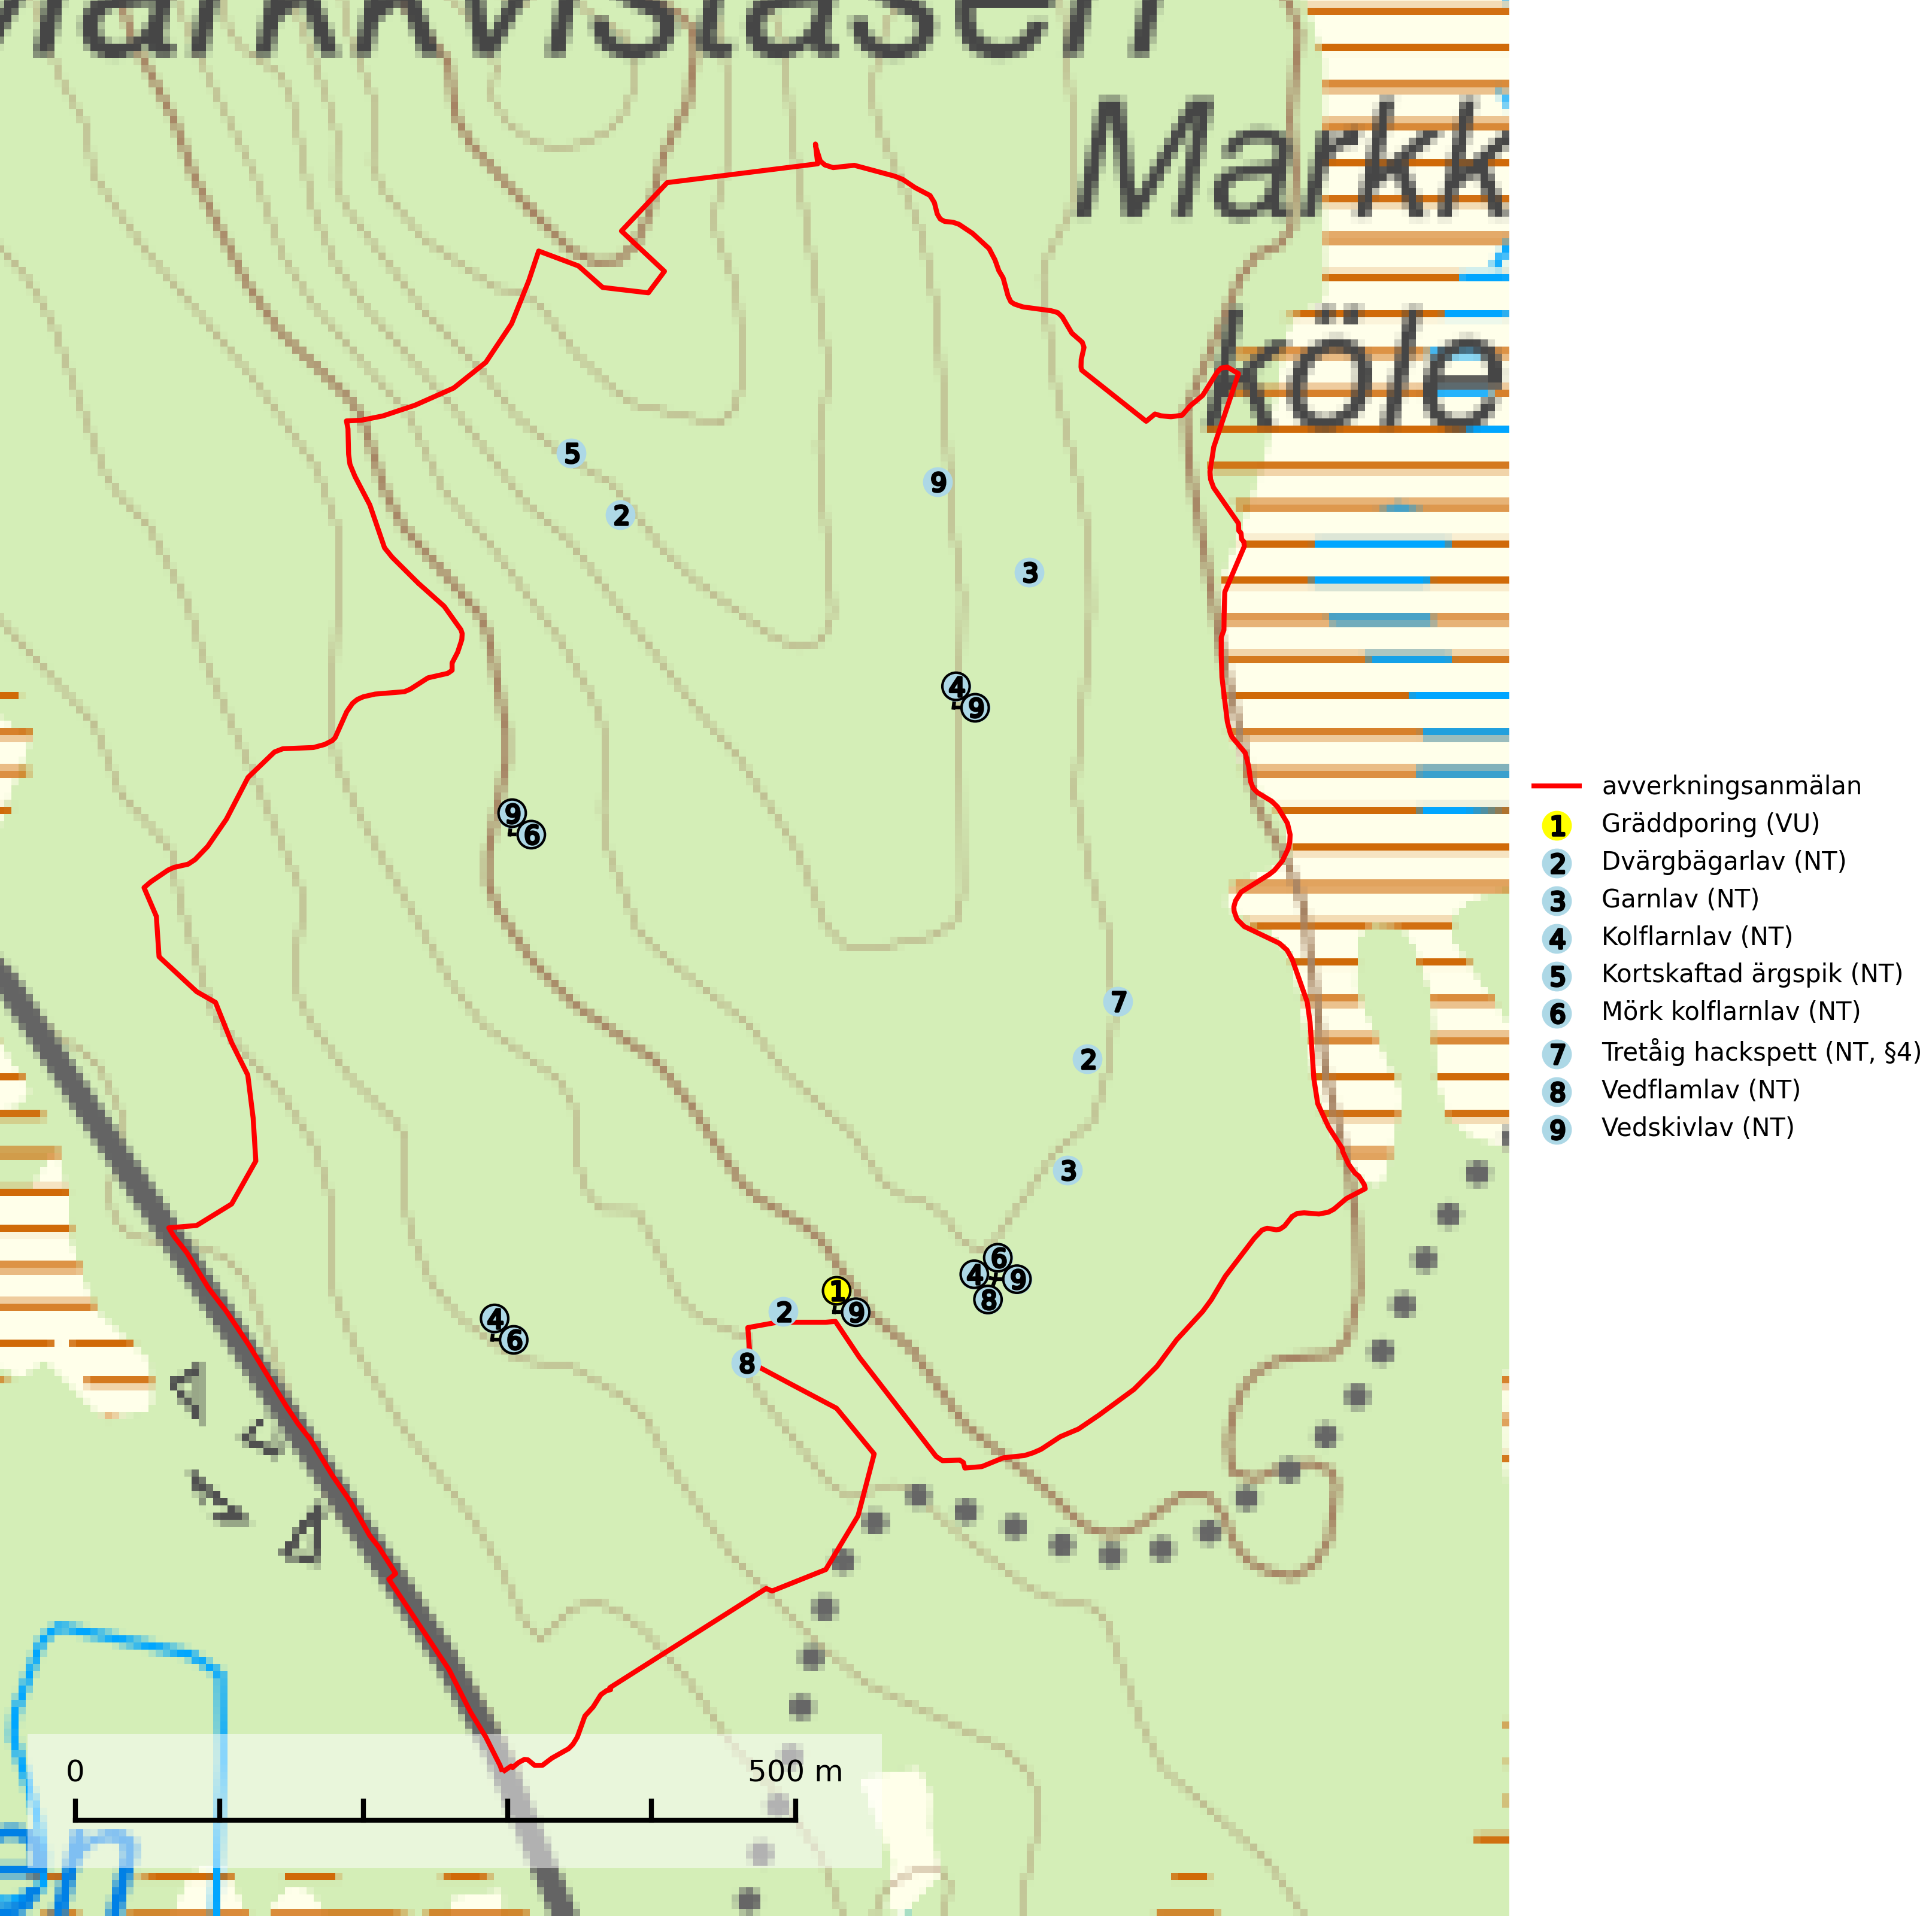 Markk
köle
5
9
2
3
4
9
9
6
7
2
3
6
4
9
8
1
2
9
4
6
8
0
500 m
avverkningsanmälan
1 Gräddporing (VU)
2 Dvärgbägarlav (NT)
3 Garnlav (NT)
4 Kolflarnlav (NT)
5 Kortskaftad ärgspik (NT)
6 Mörk kolflarnlav (NT)
7 Tretåig hackspett (NT, §4)
8 Vedflamlav (NT)
9 Vedskivlav (NT)